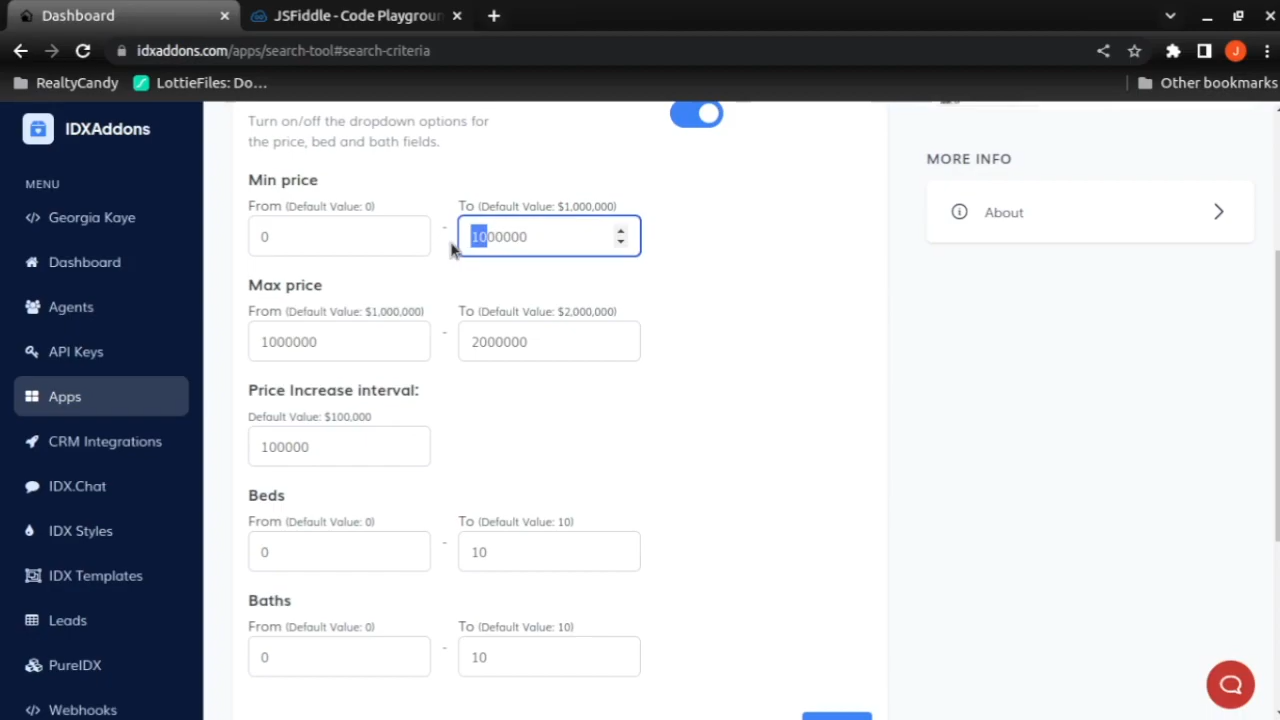 Dashboard
JSFiddle - Code Playgroun
idxaddons.com/apps/search-tool#search-criteria
J
RealtyCandy
LottieFiles: Do...
Other bookmarks
IDXAddons
MENU
Georgia Kaye
Dashboard
Agents
API Keys
Apps
CRM Integrations
IDX.Chat
IDX Styles
IDX Templates
Leads
PureIDX
Webhooks
Turn on/off the dropdown options for
the price, bed and bath fields.
Min price
From (Default Value: 0)
To (Default Value: $1,000,000)
0
-
1000000
Max price
From (Default Value: $1,000,000)
To (Default Value: $2,000,000)
1000000
-
2000000
Price Increase interval:
Default Value: $100,000
100000
Beds
From (Default Value: 0)
To (Default Value: 10)
0
-
10
Baths
From (Default Value: 0)
To (Default Value: 10)
0
-
10
MORE INFO
About